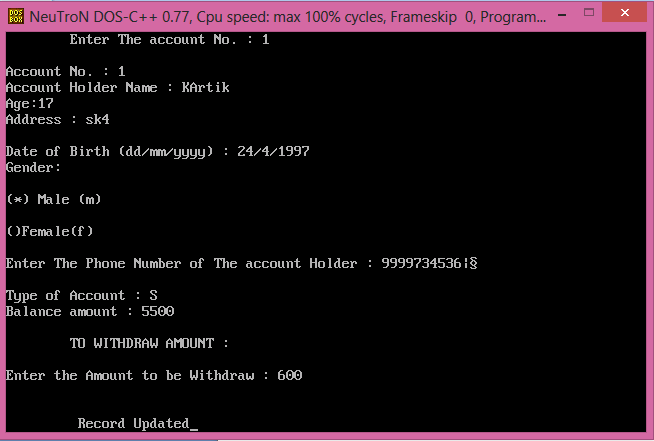 DOS BOX NeuTroN DOS-C++ 0.77, Cpu speed: max 100% cycles, Frameskip 0, Program...
Enter The account No. : 1
Account No. : 1
Account Holder Name : KArtik
Age:17
Address : sk4
Date of Birth (dd/mm/yyyy) : 24/4/1997
Gender:
(*) Male (m)
()Female(f)
Enter The Phone Number of The account Holder : 9999734536¦§
Type of Account : S
Balance amount : 5500
TO WITHDRAW AMOUNT :
Enter the Amount to be Withdraw : 600
Record Updated_